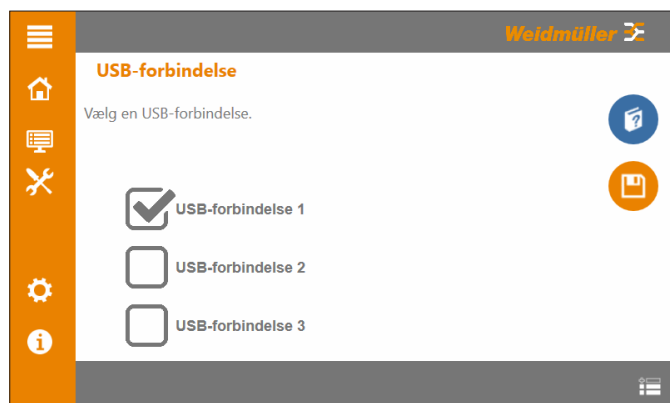 Weidmüller
USB-forbindelse
Vælg en USB-forbindelse.
USB-forbindelse 1
USB-forbindelse 2
USB-forbindelse 3